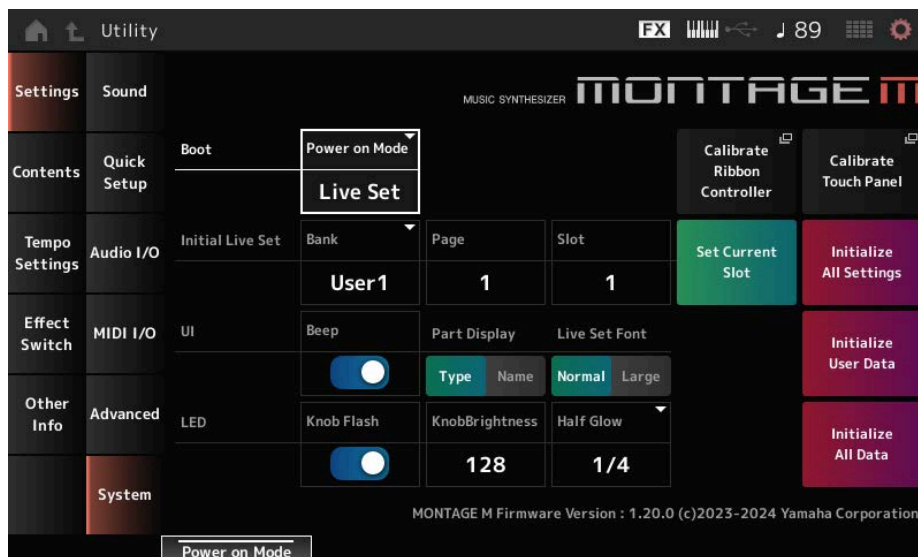 Utility
FX
♩ 89
Settings
Sound
MUSIC SYNTHESIZER MONTAGE M
Contents
Quick
Setup
Boot
Power on Mode
Live Set
Calibrate
Ribbon
Controller
Calibrate
Touch Panel
Tempo
Settings
Audio I/O
Initial Live Set
Bank
User1
Page
1
Slot
1
Set Current
Slot
Initialize
All Settings
Effect
Switch
MIDI I/O
UI
Beep
Part Display
Type
Name
Live Set Font
Normal
Large
Initialize
User Data
Other
Info
Advanced
LED
Knob Flash
KnobBrightness
128
Half Glow
1/4
Initialize
All Data
System
MONTAGE M Firmware Version : 1.20.0 (c)2023-2024 Yamaha Corporation
Power on Mode